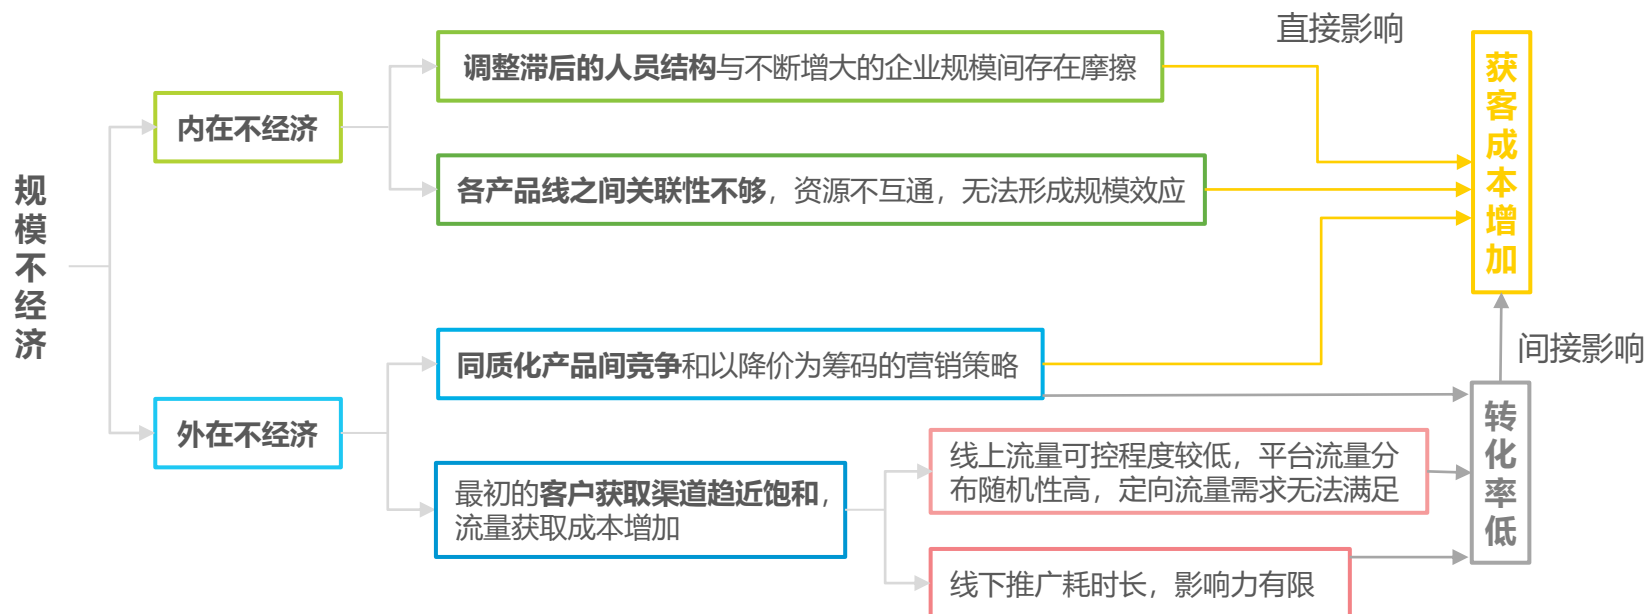 规模不经济
内在不经济
调整滞后的人员结构与不断增大的企业规模间存在摩擦
各产品线之间关联性不够，资源不互通，无法形成规模效应
外在不经济
同质化产品间竞争和以降价为筹码的营销策略
最初的客户获取渠道趋近饱和，
流量获取成本增加
线上流量可控程度较低，平台流量分
布随机性高，定向流量需求无法满足
线下推广耗时长，影响力有限
直接影响
获客成本增加
间接影响
转化率低